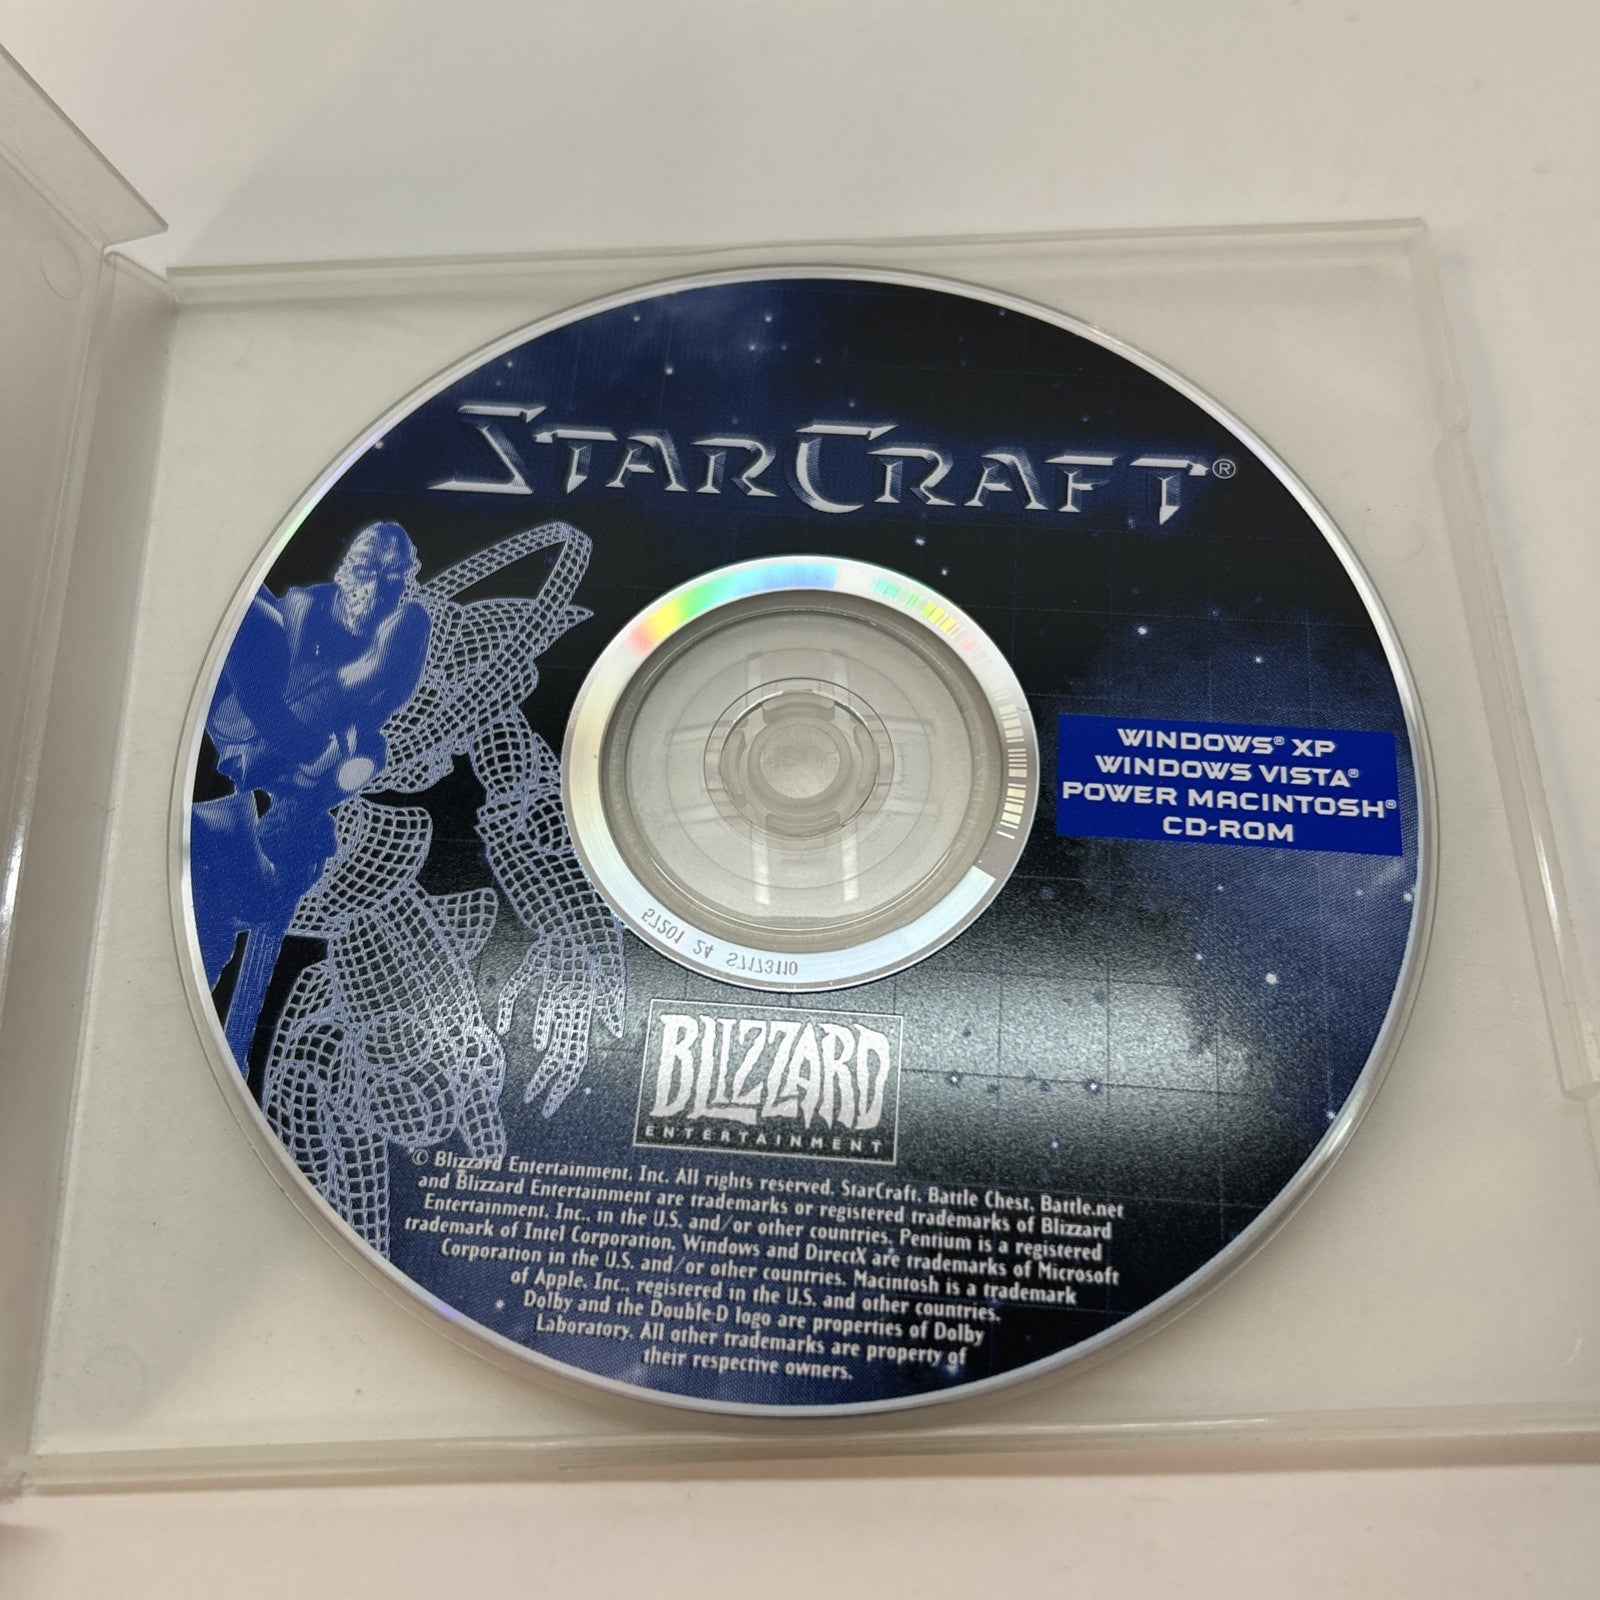 STARCRAFT®
WINDOWS® XP
WINDOWS VISTA®
POWER MACINTOSH®
CD-ROM
57201 24 S7173110
BLIZZARD
ENTERTAINMENT
© Blizzard Entertainment, Inc. All rights reserved. StarCraft, Battle Chest, Battle.net
and Blizzard Entertainment are trademarks or registered trademarks of Blizzard
Entertainment, Inc., in the U.S. and/or other countries. Pentium is a registered
trademark of Intel Corporation. Windows and DirectX are trademarks of Microsoft
Corporation in the U.S. and/or other countries. Macintosh is a trademark
of Apple, Inc., registered in the U.S. and other countries.
Dolby and the Double-D logo are properties of Dolby
Laboratory. All other trademarks are property of
their respective owners.